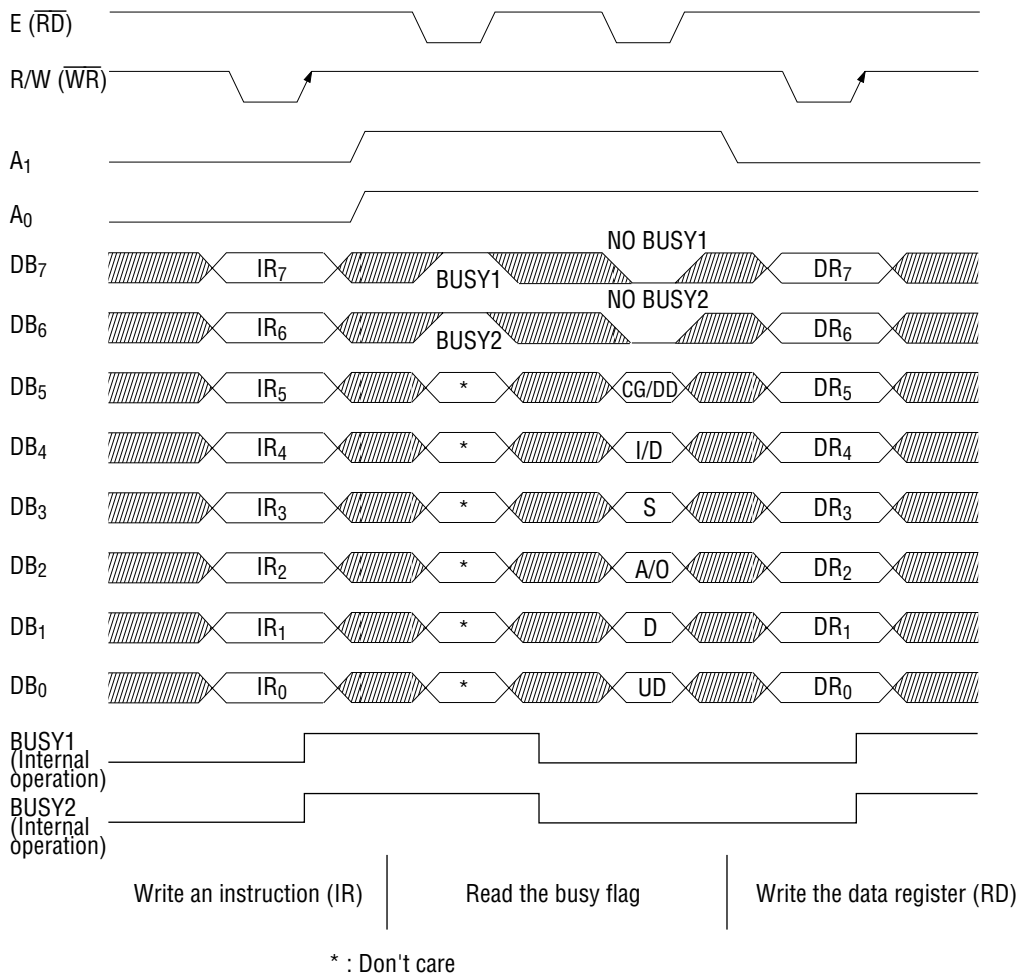 E (R̅D̅)
R/W (W̅R̅)
A1
A0
NO BUSY1
DB7 IR7 BUSY1 DR7
NO BUSY2
DB6 IR6 BUSY2 DR6
DB5 IR5 * CG/DD DR5
DB4 IR4 * I/D DR4
DB3 IR3 * S DR3
DB2 IR2 * A/O DR2
DB1 IR1 * D DR1
DB0 IR0 * UD DR0
BUSY1
(Internal
operation)
BUSY2
(Internal
operation)
Write an instruction (IR) Read the busy flag Write the data register (RD)
* : Don't care